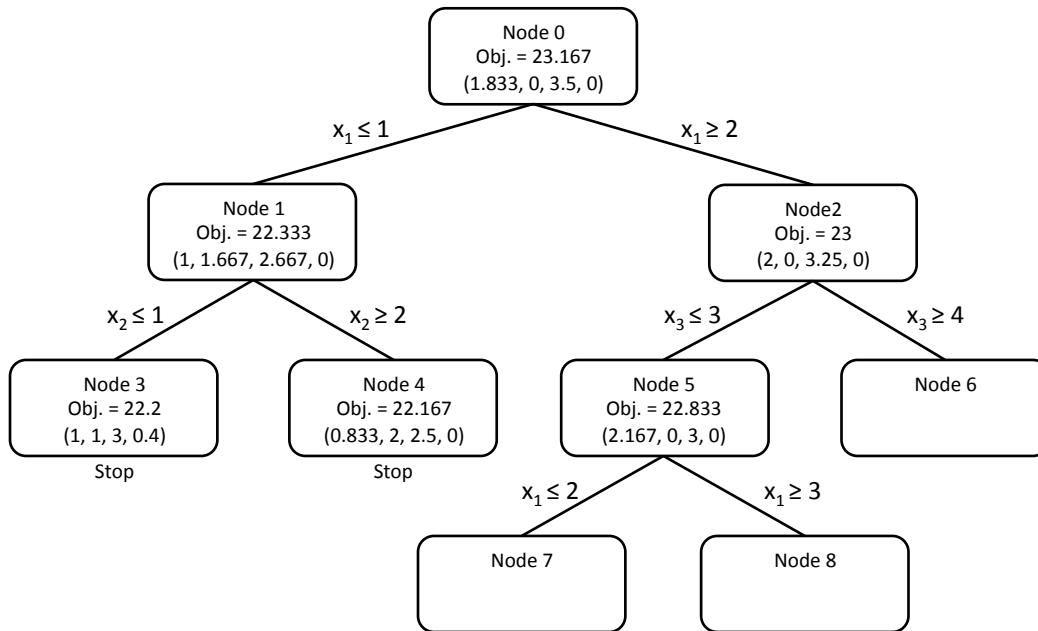 Node 0
Obj. = 23.167
(1.833, 0, 3.5, 0)
x₁ ≤ 1
x₁ ≥ 2
Node 1
Obj. = 22.333
(1, 1.667, 2.667, 0)
Node2
Obj. = 23
(2, 0, 3.25, 0)
x₂ ≤ 1
x₂ ≥ 2
x₃ ≤ 3
x₃ ≥ 4
Node 3
Obj. = 22.2
(1, 1, 3, 0.4)
Stop
Node 4
Obj. = 22.167
(0.833, 2, 2.5, 0)
Stop
Node 5
Obj. = 22.833
(2.167, 0, 3, 0)
Node 6
x₁ ≤ 2
x₁ ≥ 3
Node 7
Node 8